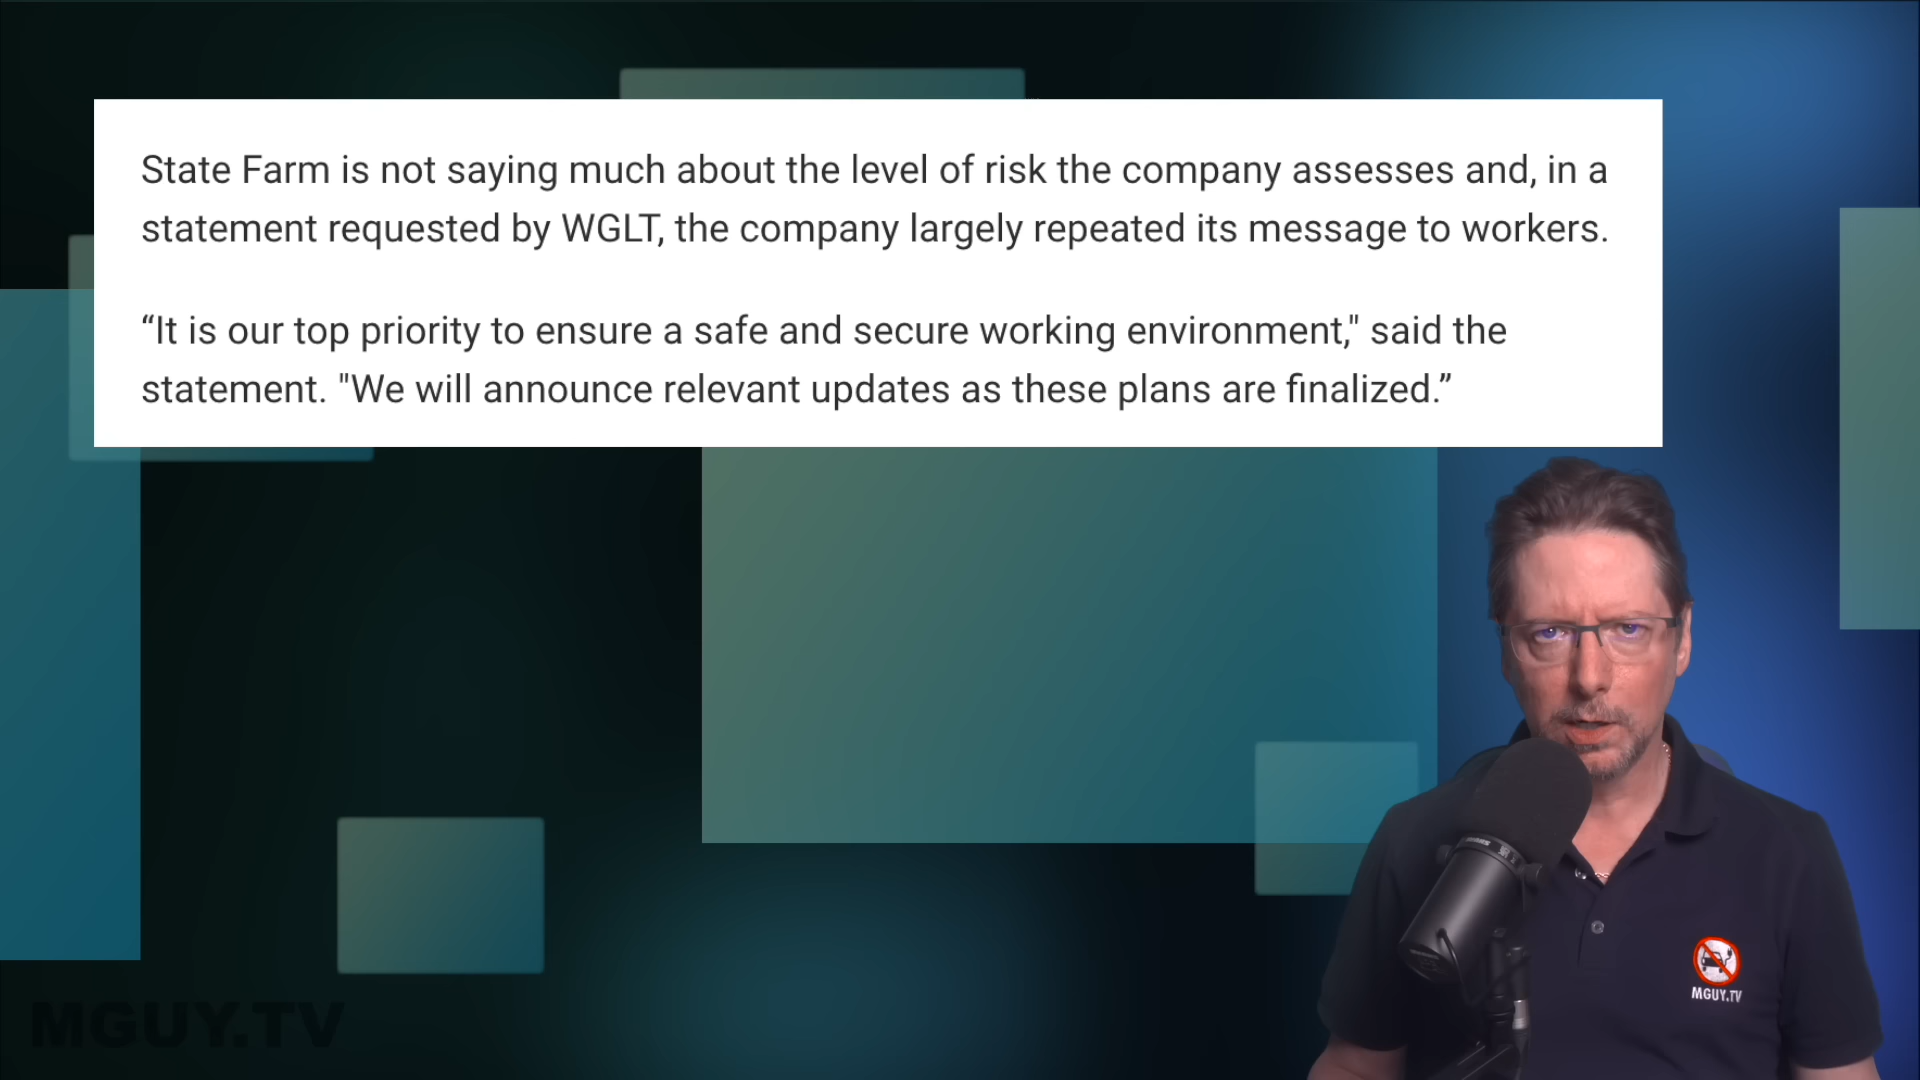 State Farm is not saying much about the level of risk the company assesses and, in a
statement requested by WGLT, the company largely repeated its message to workers.
“It is our top priority to ensure a safe and secure working environment," said the
statement. "We will announce relevant updates as these plans are finalized.”
MGUY.TV
MGUY.TV